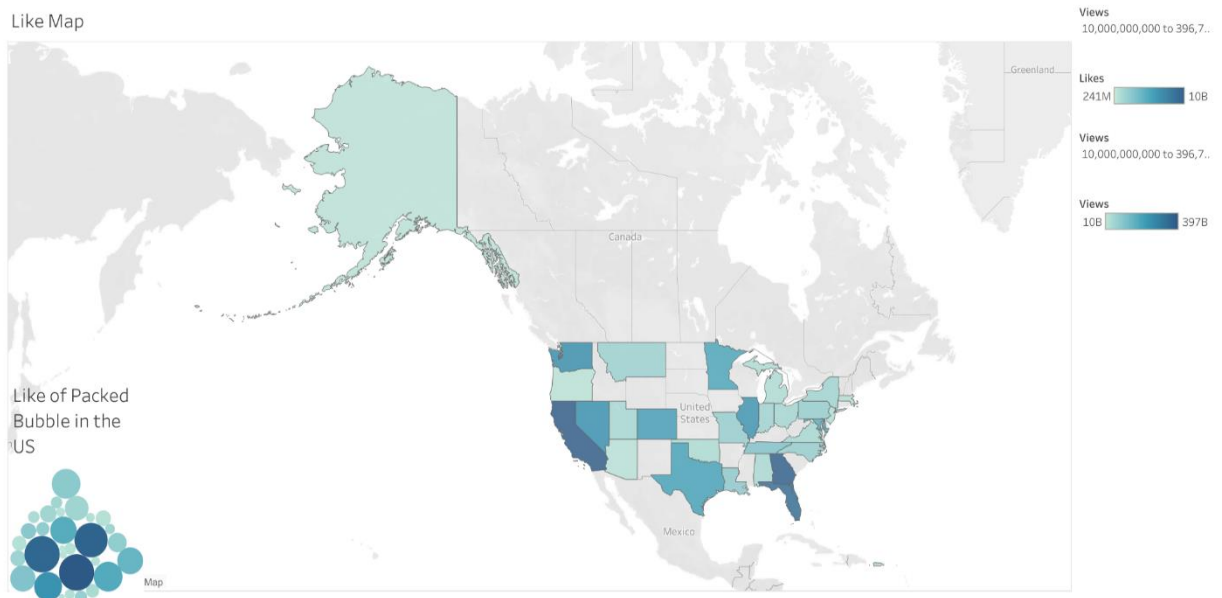 Like Map
Views
10,000,000,000 to 396,7..
Likes
241M 10B
Views
10,000,000,000 to 396,7..
Views
10B 397B
Greenland
Canada
United
States
Mexico
Like of Packed
Bubble in the
US
Map